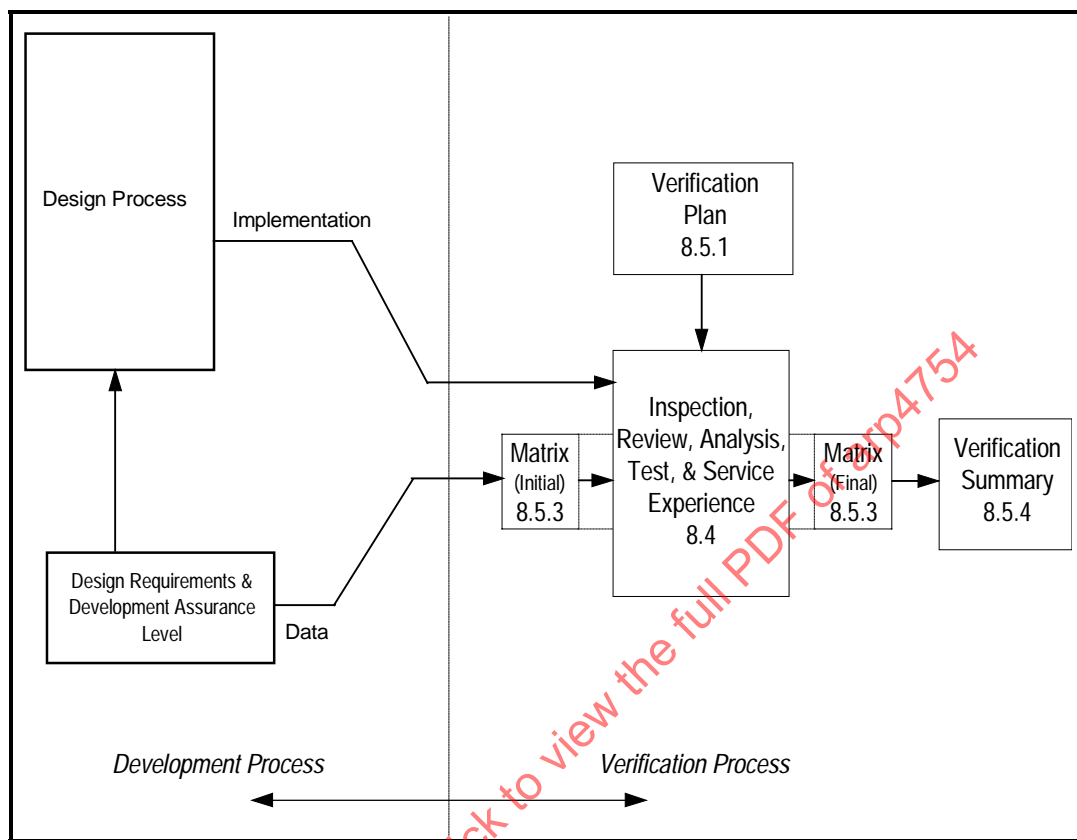 Design Process
Implementation
Verification
Plan
8.5.1
Inspection,
Review, Analysis,
Test, & Service
Experience
8.4
Matrix
(Initial)
8.5.3
Matrix
(Final)
8.5.3
Verification
Summary
8.5.4
Design Requirements &
Development Assurance
Level
Data
Development Process
Verification Process
ck to view the full PDF of arp4754